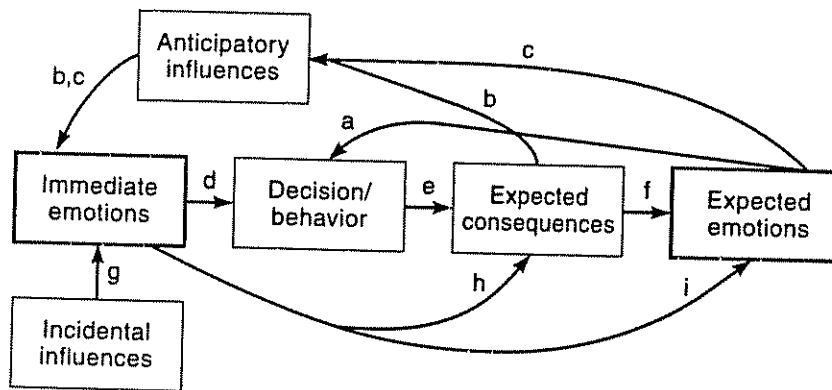 Anticipatory
influences
c
b,c
b
a
Immediate
emotions
d
Decision/
behavior
e
Expected
consequences
f
Expected
emotions
g
h
i
Incidental
influences